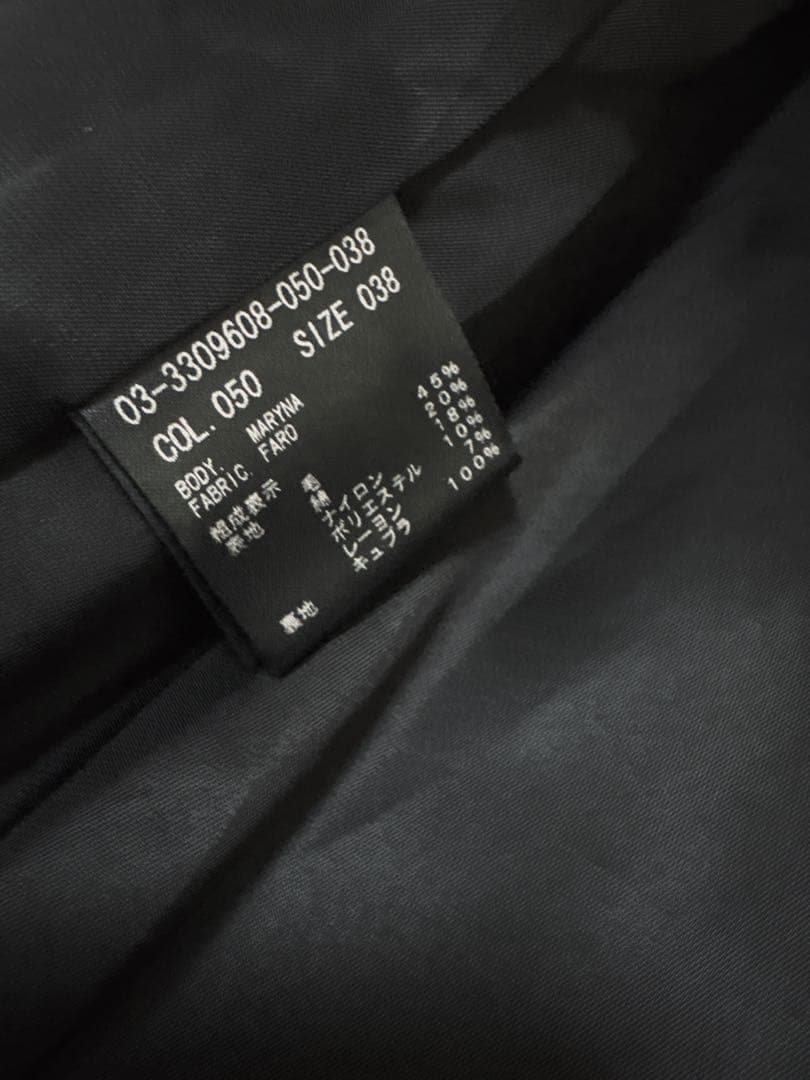 03-3309608-050-038
COL. 050 SIZE 038
BODY. MARYNA
FABRIC. FARO
組成表示
表地 毛 45%
綿 20%
ナイロン 18%
ポリエステル 10%
レーヨン 7%
裏地 キュプラ 100%